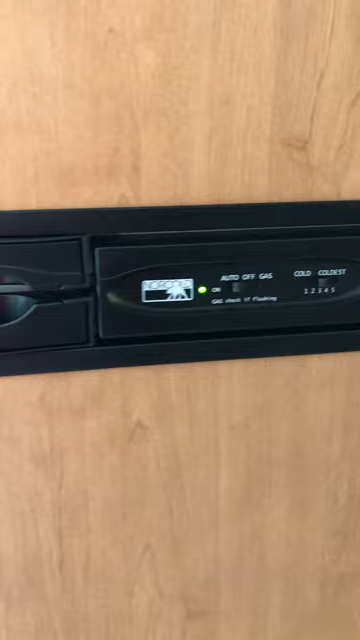 NORCOLD
AUTO OFF GAS
ON
GAS check if flashing
COLD COLDEST
1 2 3 4 5